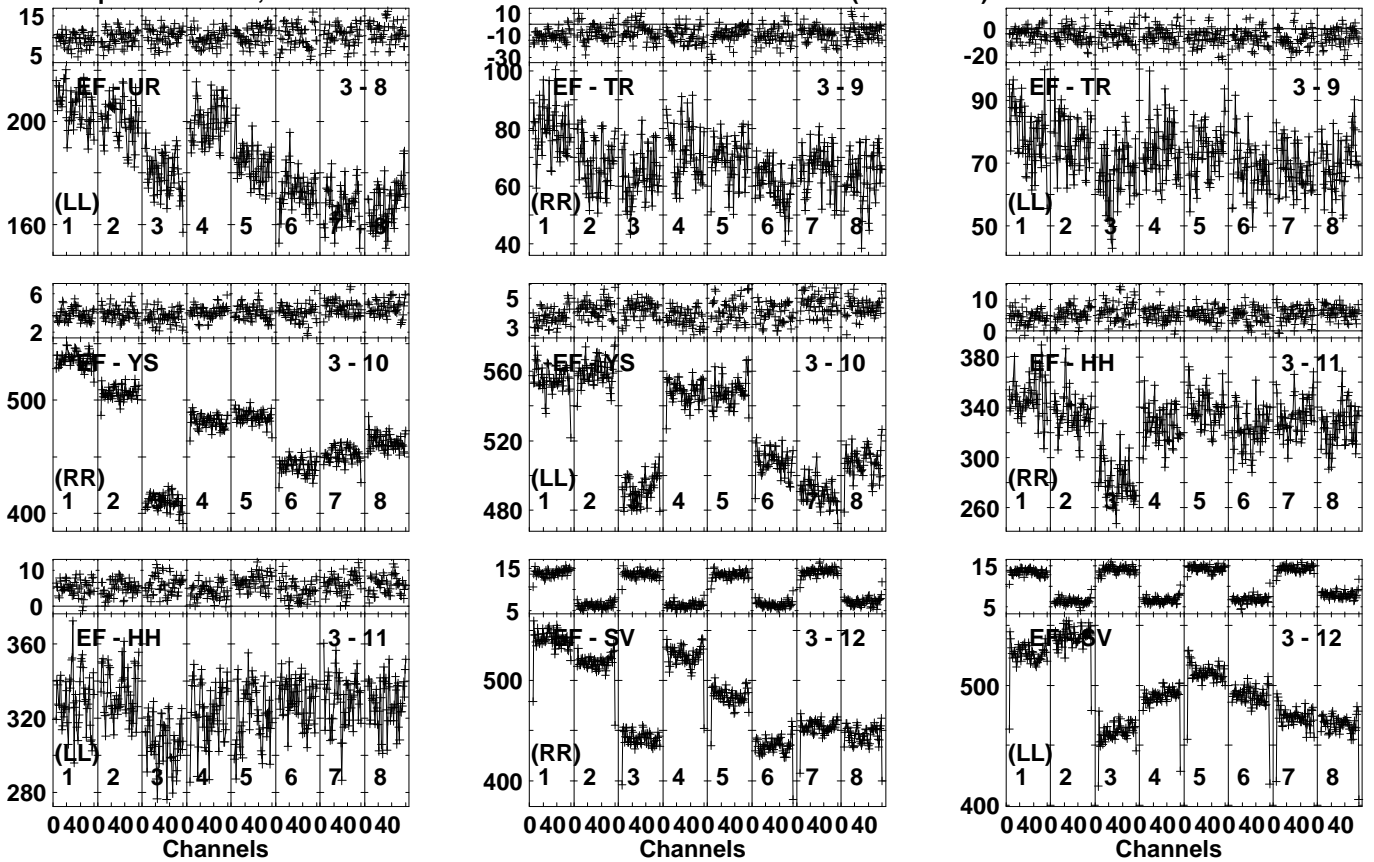 15 5 EF - UR 3 - 8 200 160 (LL) 1 2 3 4 5 6 7 8
10 -10 -30 100 EF - TR 3 - 9 80 60 40 (RR) 1 2 3 4 5 6 7 8
0 -20 90 EF - TR 3 - 9 70 50 (LL) 1 2 3 4 5 6 7 8
6 2 EF - YS 3 - 10 500 400 (RR) 1 2 3 4 5 6 7 8
5 3 EF - YS 3 - 10 560 520 480 (LL) 1 2 3 4 5 6 7 8
10 0 EF - HH 3 - 11 380 340 300 260 (RR) 1 2 3 4 5 6 7 8
10 0 EF - HH 3 - 11 360 320 280 (LL) 1 2 3 4 5 6 7 8
15 5 EF - SV 3 - 12 500 400 (RR) 1 2 3 4 5 6 7 8
15 5 EF - SV 3 - 12 500 400 (LL) 1 2 3 4 5 6 7 8
0 40 0 40 0 40 0 40 0 40 0 40 0 40 0 40
0 40 0 40 0 40 0 40 0 40 0 40 0 40 0 40
0 40 0 40 0 40 0 40 0 40 0 40 0 40 0 40
Channels
Channels
Channels